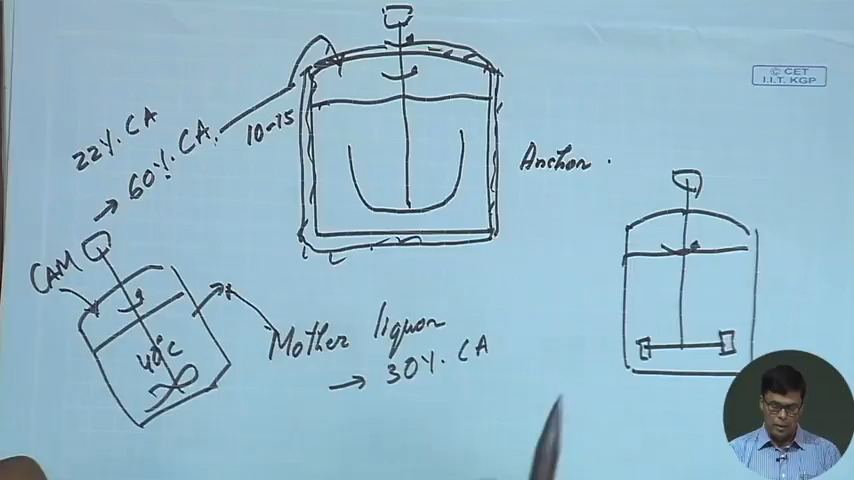 © CET
I.I.T. KGP
22%. CA
→ 60%. CA.
10-15
Anchor.
CAM
40°C
Mother liquor
→ 30%. CA